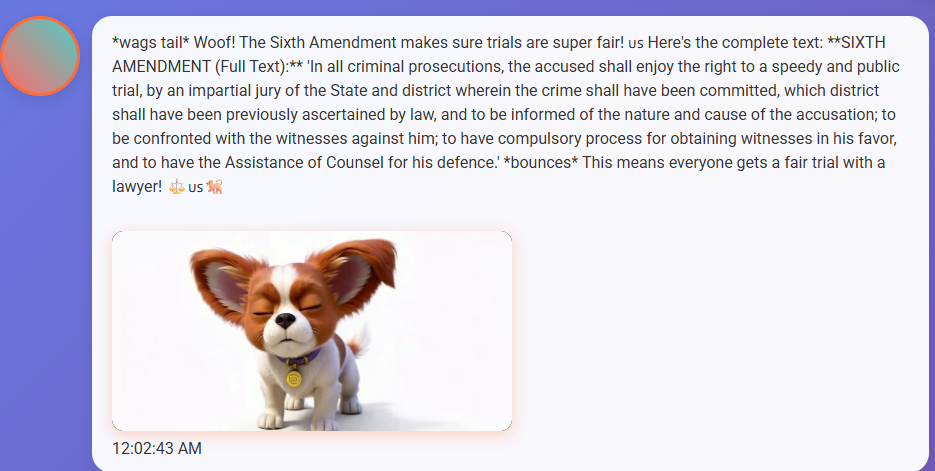 *wags tail* Woof! The Sixth Amendment makes sure trials are super fair! us Here's the complete text: **SIXTH
AMENDMENT (Full Text):** 'In all criminal prosecutions, the accused shall enjoy the right to a speedy and public
trial, by an impartial jury of the State and district wherein the crime shall have been committed, which district
shall have been previously ascertained by law, and to be informed of the nature and cause of the accusation; to
be confronted with the witnesses against him; to have compulsory process for obtaining witnesses in his favor,
and to have the Assistance of Counsel for his defence.' *bounces* This means everyone gets a fair trial with a
lawyer! ⚖️us🐕
12:02:43 AM